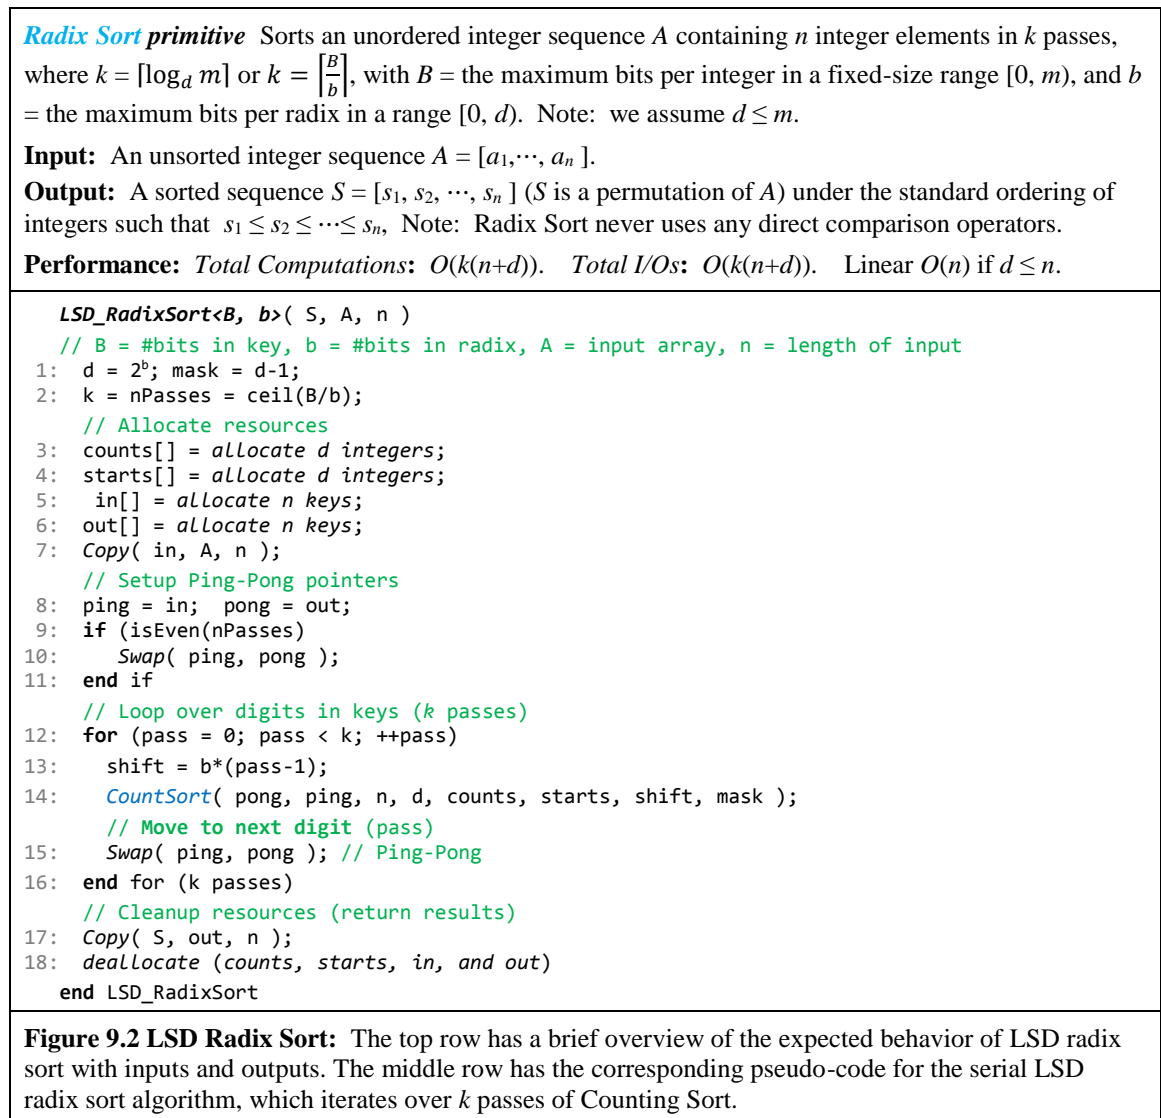 Radix Sort primitive Sorts an unordered integer sequence A containing n integer elements in k passes,
where k = ⌈log_d m⌉ or k = ⌈B/b⌉, with B = the maximum bits per integer in a fixed-size range [0, m), and b
= the maximum bits per radix in a range [0, d). Note: we assume d ≤ m.
Input: An unsorted integer sequence A = [a₁,⋯, aₙ ].
Output: A sorted sequence S = [s₁, s₂, ⋯, sₙ ] (S is a permutation of A) under the standard ordering of
integers such that s₁ ≤ s₂ ≤ ⋯≤ sₙ, Note: Radix Sort never uses any direct comparison operators.
Performance: Total Computations: O(k(n+d)). Total I/Os: O(k(n+d)). Linear O(n) if d ≤ n.
LSD_RadixSort<B, b>( S, A, n )
// B = #bits in key, b = #bits in radix, A = input array, n = length of input
1: d = 2ᵇ; mask = d-1;
2: k = nPasses = ceil(B/b);
// Allocate resources
3: counts[] = allocate d integers;
4: starts[] = allocate d integers;
5: in[] = allocate n keys;
6: out[] = allocate n keys;
7: Copy( in, A, n );
// Setup Ping-Pong pointers
8: ping = in; pong = out;
9: if (isEven(nPasses)
10: Swap( ping, pong );
11: end if
// Loop over digits in keys (k passes)
12: for (pass = 0; pass < k; ++pass)
13: shift = b*(pass-1);
14: CountSort( pong, ping, n, d, counts, starts, shift, mask );
// Move to next digit (pass)
15: Swap( ping, pong ); // Ping-Pong
16: end for (k passes)
// Cleanup resources (return results)
17: Copy( S, out, n );
18: deallocate (counts, starts, in, and out)
end LSD_RadixSort
Figure 9.2 LSD Radix Sort: The top row has a brief overview of the expected behavior of LSD radix
sort with inputs and outputs. The middle row has the corresponding pseudo-code for the serial LSD
radix sort algorithm, which iterates over k passes of Counting Sort.